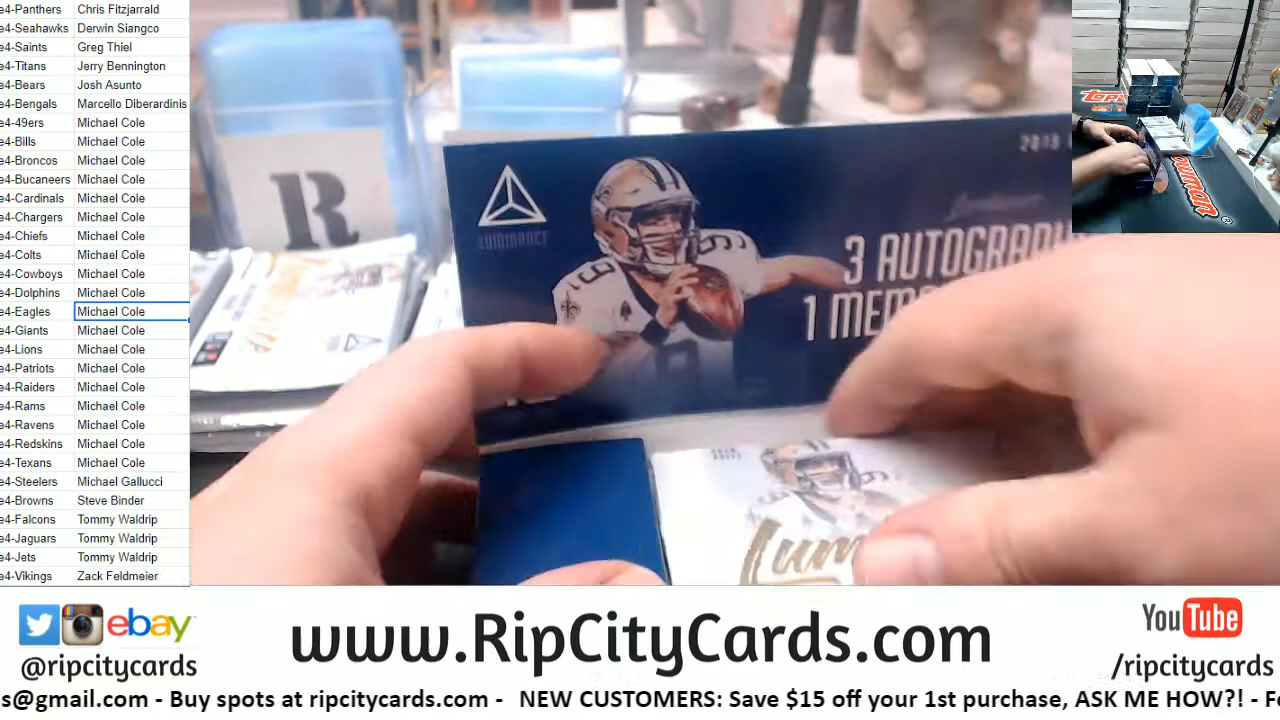 e4-Panthers Chris Fitzjarrald
e4-Seahawks Derwin Siangco
e4-Saints Greg Thiel
e4-Titans Jerry Bennington
e4-Bears Josh Asunto
e4-Bengals Marcello Diberardinis
e4-49ers Michael Cole
e4-Bills Michael Cole
e4-Broncos Michael Cole
e4-Bucaneers Michael Cole
e4-Cardinals Michael Cole
e4-Chargers Michael Cole
e4-Chiefs Michael Cole
e4-Colts Michael Cole
e4-Cowboys Michael Cole
e4-Dolphins Michael Cole
e4-Eagles Michael Cole
e4-Giants Michael Cole
e4-Lions Michael Cole
e4-Patriots Michael Cole
e4-Raiders Michael Cole
e4-Rams Michael Cole
e4-Ravens Michael Cole
e4-Redskins Michael Cole
e4-Texans Michael Cole
e4-Steelers Michael Gallucci
e4-Browns Steve Binder
e4-Falcons Tommy Waldrip
e4-Jaguars Tommy Waldrip
e4-Jets Tommy Waldrip
e4-Vikings Zack Feldmeier
R
LUMINANCE
2018
3 AUTOGRAPH
1 MEM
9
9
Lum
TOPPS
BOWMAN
ebay
@ripcitycards
www.RipCityCards.com
YouTube
/ripcitycards
s@gmail.com - Buy spots at ripcitycards.com - NEW CUSTOMERS: Save $15 off your 1st purchase, ASK ME HOW?! - Fo